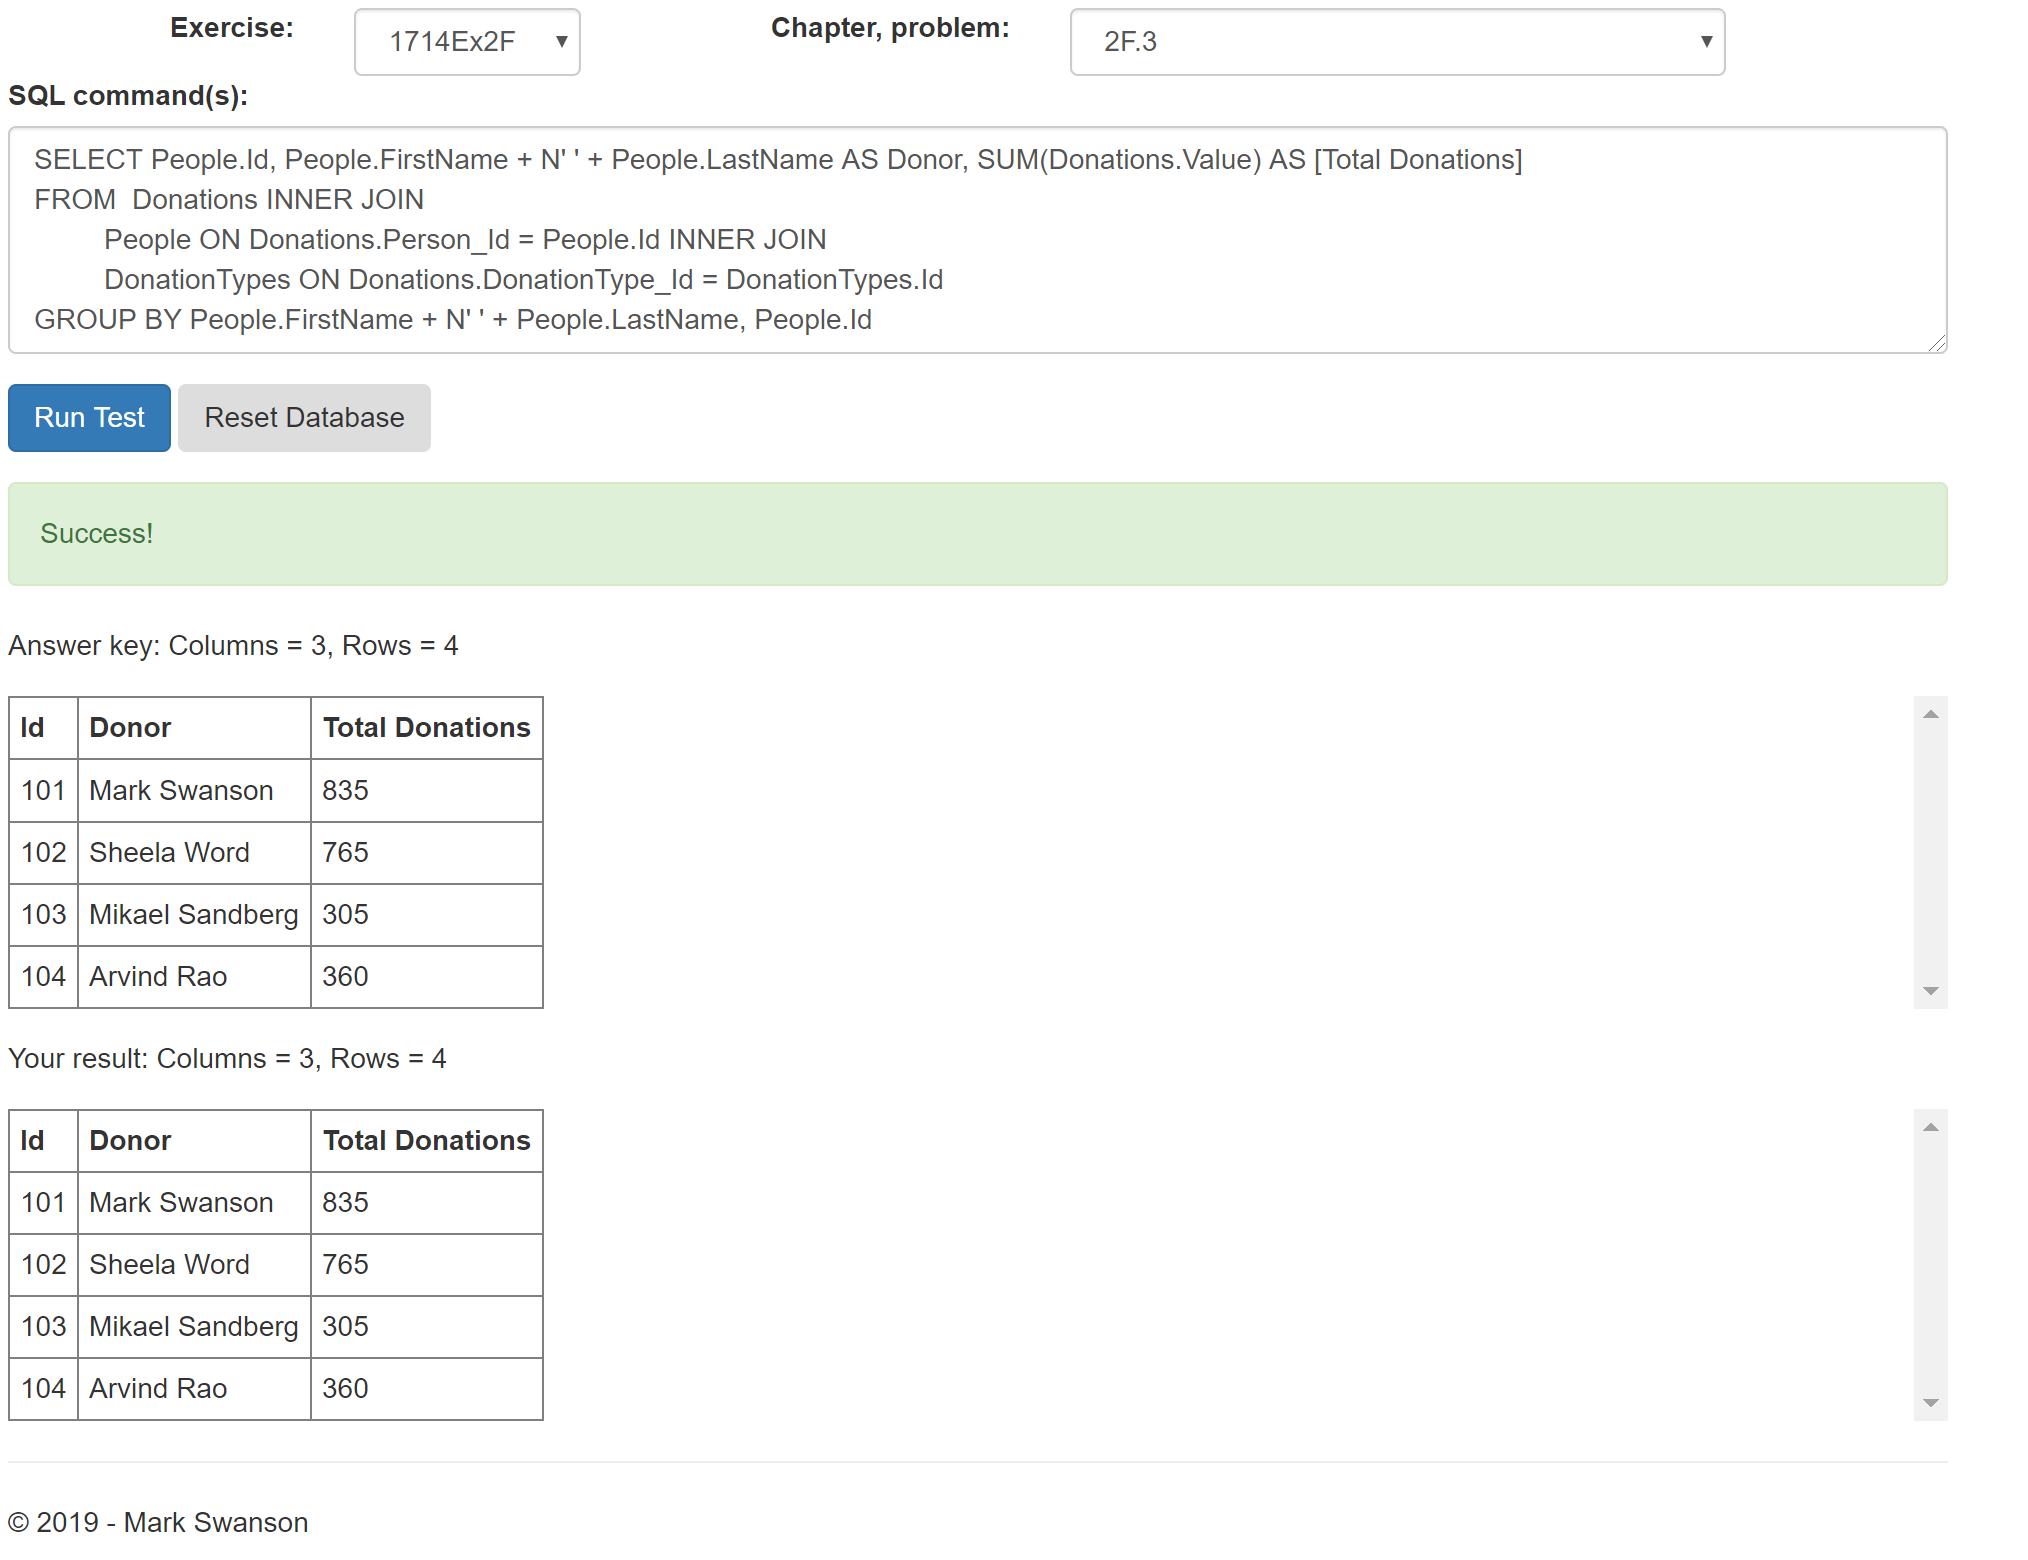 Exercise: 1714Ex2F Chapter, problem: 2F.3
SQL command(s):
SELECT People.Id, People.FirstName + N' ' + People.LastName AS Donor, SUM(Donations.Value) AS [Total Donations]
FROM  Donations INNER JOIN
People ON Donations.Person_Id = People.Id INNER JOIN
DonationTypes ON Donations.DonationType_Id = DonationTypes.Id
GROUP BY People.FirstName + N' ' + People.LastName, People.Id
Run Test Reset Database
Success!
Answer key: Columns = 3, Rows = 4
Id Donor Total Donations
101 Mark Swanson 835
102 Sheela Word 765
103 Mikael Sandberg 305
104 Arvind Rao 360
Your result: Columns = 3, Rows = 4
Id Donor Total Donations
101 Mark Swanson 835
102 Sheela Word 765
103 Mikael Sandberg 305
104 Arvind Rao 360
© 2019 - Mark Swanson